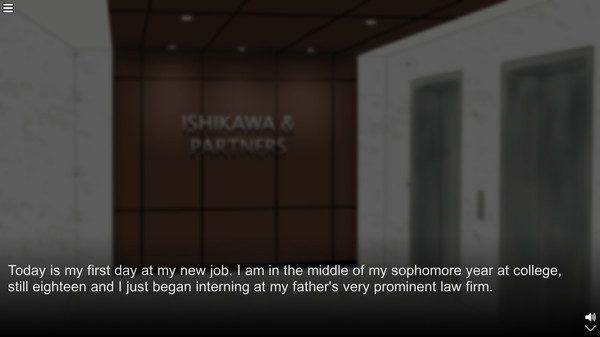 ISHIKAWA &
PARTNERS
Today is my first day at my new job. I am in the middle of my sophomore year at college,
still eighteen and I just began interning at my father's very prominent law firm.